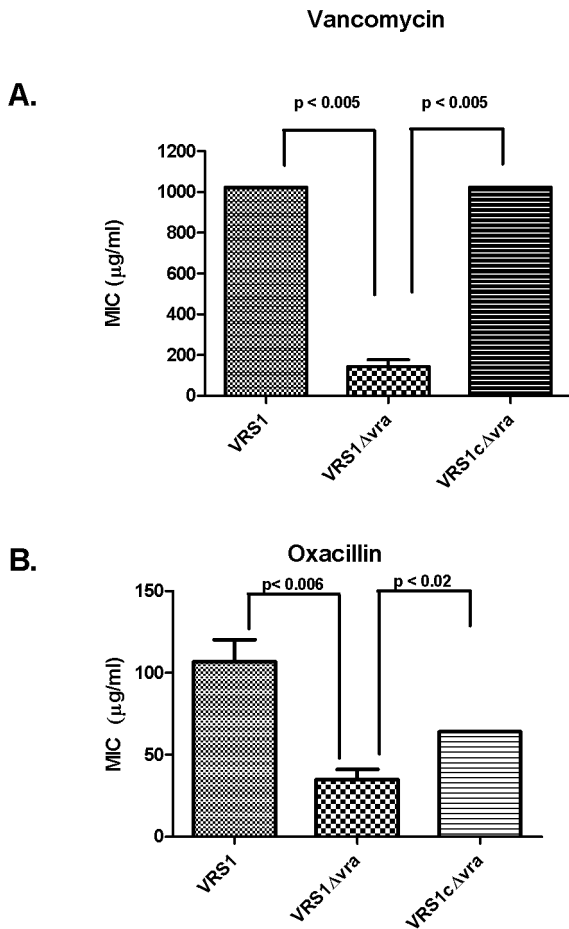 Vancomycin
A.
p < 0.005 p < 0.005
1200
1000
800
600
400
200
0
MIC (μg/ml)
VRS1 VRS1Δvra VRS1cΔvra
B.
Oxacillin
p< 0.006 p < 0.02
150
100
50
0
MIC (μg/ml)
VRS1 VRS1Δvra VRS1cΔvra